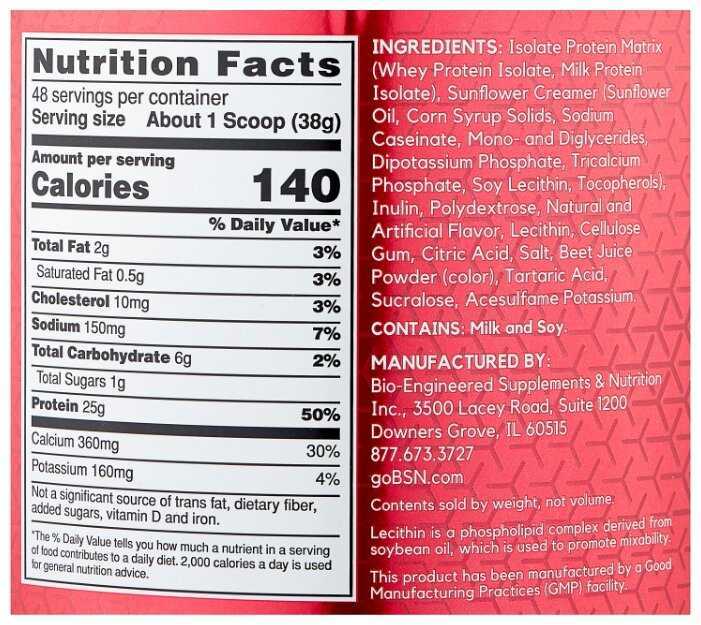 Nutrition Facts
48 servings per container
Serving size About 1 Scoop (38g)
Amount per serving
Calories 140
% Daily Value*
Total Fat 2g 3%
Saturated Fat 0.5g 3%
Cholesterol 10mg 3%
Sodium 150mg 7%
Total Carbohydrate 6g 2%
Total Sugars 1g
Protein 25g 50%
Calcium 360mg 30%
Potassium 160mg 4%
Not a significant source of trans fat, dietary fiber,
added sugars, vitamin D and iron.
*The % Daily Value tells you how much a nutrient in a serving
of food contributes to a daily diet. 2,000 calories a day is used
for general nutrition advice.
INGREDIENTS: Isolate Protein Matrix
(Whey Protein Isolate, Milk Protein
Isolate), Sunflower Creamer (Sunflower
Oil, Corn Syrup Solids, Sodium
Caseinate, Mono- and Diglycerides,
Dipotassium Phosphate, Tricalcium
Phosphate, Soy Lecithin, Tocopherols),
Inulin, Polydextrose, Natural and
Artificial Flavor, Lecithin, Cellulose
Gum, Citric Acid, Salt, Beet Juice
Powder (color), Tartaric Acid,
Sucralose, Acesulfame Potassium.
CONTAINS: Milk and Soy.
MANUFACTURED BY:
Bio-Engineered Supplements & Nutrition
Inc., 3500 Lacey Road, Suite 1200
Downers Grove, IL 60515
877.673.3727
goBSN.com
Contents sold by weight, not volume.
Lecithin is a phospholipid complex derived from
soybean oil, which is used to promote mixability.
This product has been manufactured by a Good
Manufacturing Practices (GMP) facility.